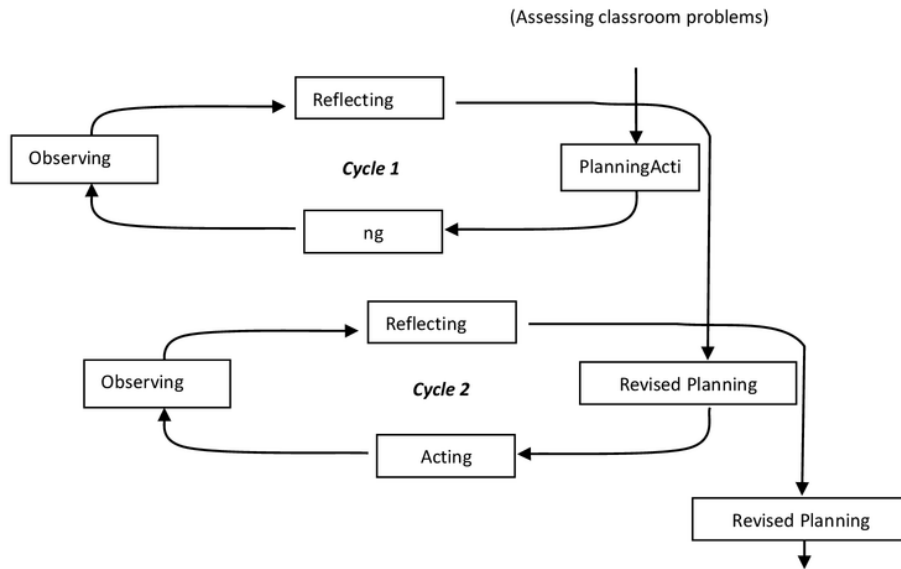 (Assessing classroom problems)
Reflecting
Observing
Cycle 1
PlanningActi
ng
Reflecting
Observing
Cycle 2
Revised Planning
Acting
Revised Planning